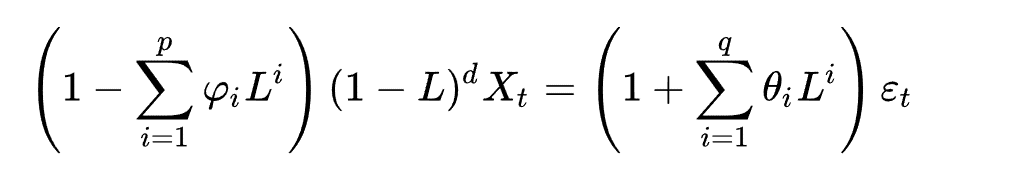 $$\left(1 - \sum_{i=1}^{p} \varphi_i L^i\right)(1 - L)^d X_t = \left(1 + \sum_{i=1}^{q} \theta_i L^i\right)\varepsilon_t$$